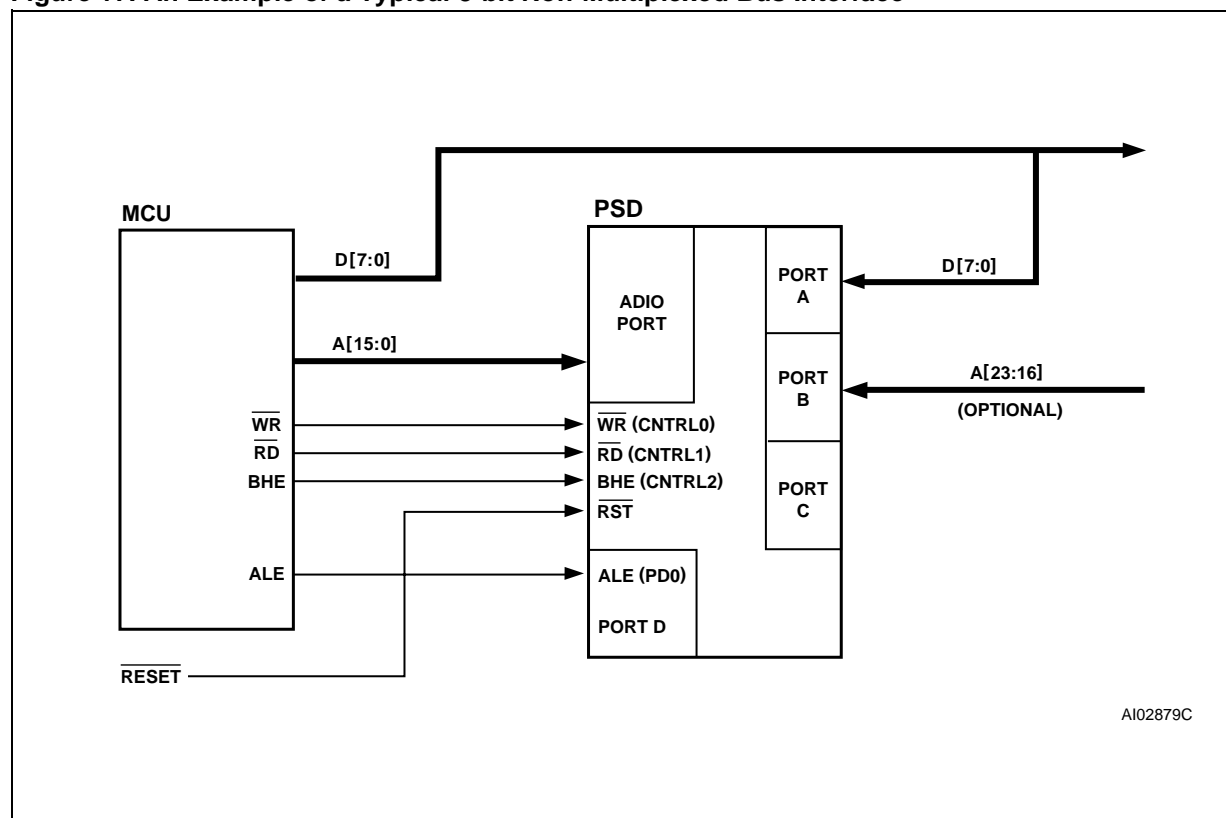 MCU
PSD
D[7:0]
D[7:0]
PORT
A
ADIO
PORT
A[15:0]
A[23:16]
(OPTIONAL)
PORT
B
WR
WR (CNTRL0)
RD
RD (CNTRL1)
BHE
BHE (CNTRL2)
PORT
C
RST
ALE
ALE (PD0)
PORT D
RESET
AI02879C